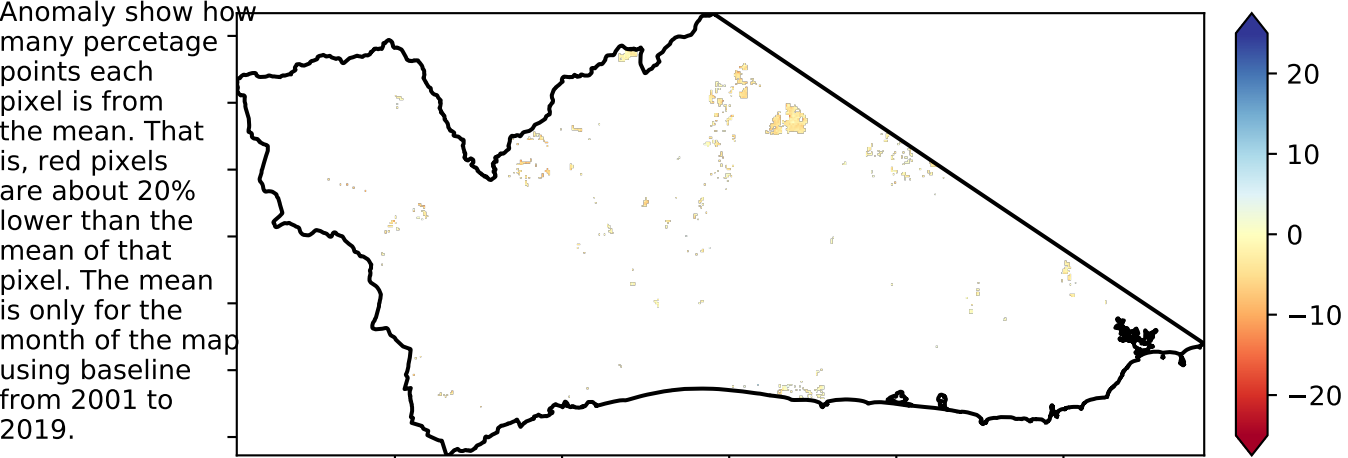 Anomaly show how
many percetage
points each
pixel is from
the mean. That
is, red pixels
are about 20%
lower than the
mean of that
pixel. The mean
is only for the
month of the map
using baseline
from 2001 to
2019.
20
10
0
−10
−20